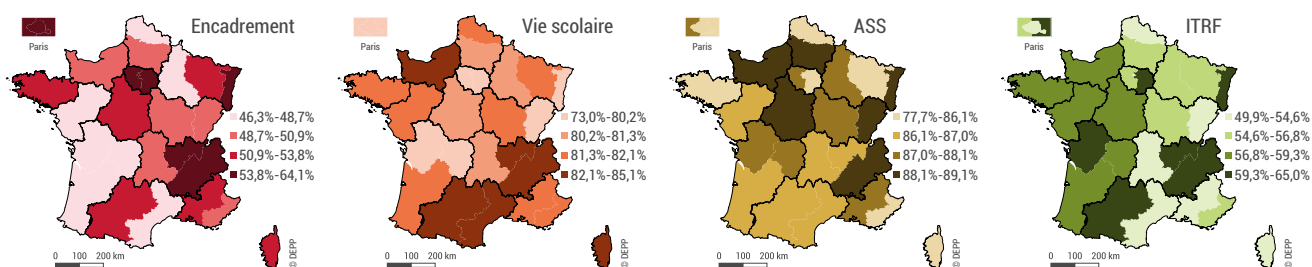 Encadrement
Paris
46,3%-48,7%
48,7%-50,9%
50,9%-53,8%
53,8%-64,1%
0 100 200 km
© DEPP
Vie scolaire
Paris
73,0%-80,2%
80,2%-81,3%
81,3%-82,1%
82,1%-85,1%
0 100 200 km
© DEPP
ASS
Paris
77,7%-86,1%
86,1%-87,0%
87,0%-88,1%
88,1%-89,1%
0 100 200 km
© DEPP
ITRF
Paris
49,9%-54,6%
54,6%-56,8%
56,8%-59,3%
59,3%-65,0%
0 100 200 km
© DEPP